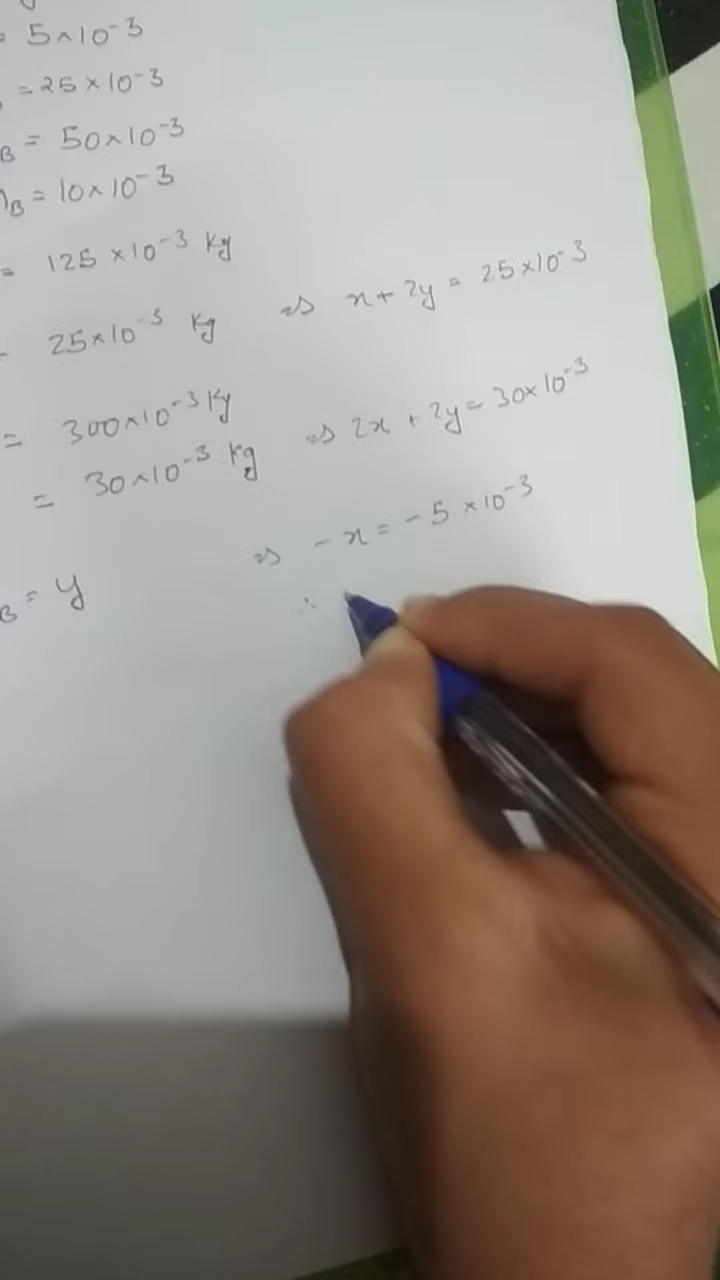 = 5×10⁻³
= 25×10⁻³
B = 50×10⁻³
B = 10×10⁻³
= 125×10⁻³ Kg
25×10⁻³ Kg ⇒ x+2y = 25×10⁻³
= 300×10⁻³ Kg
= 30×10⁻³ Kg ⇒ 2x + 2y = 30×10⁻³
⇒ -x = -5×10⁻³
B = y ∴